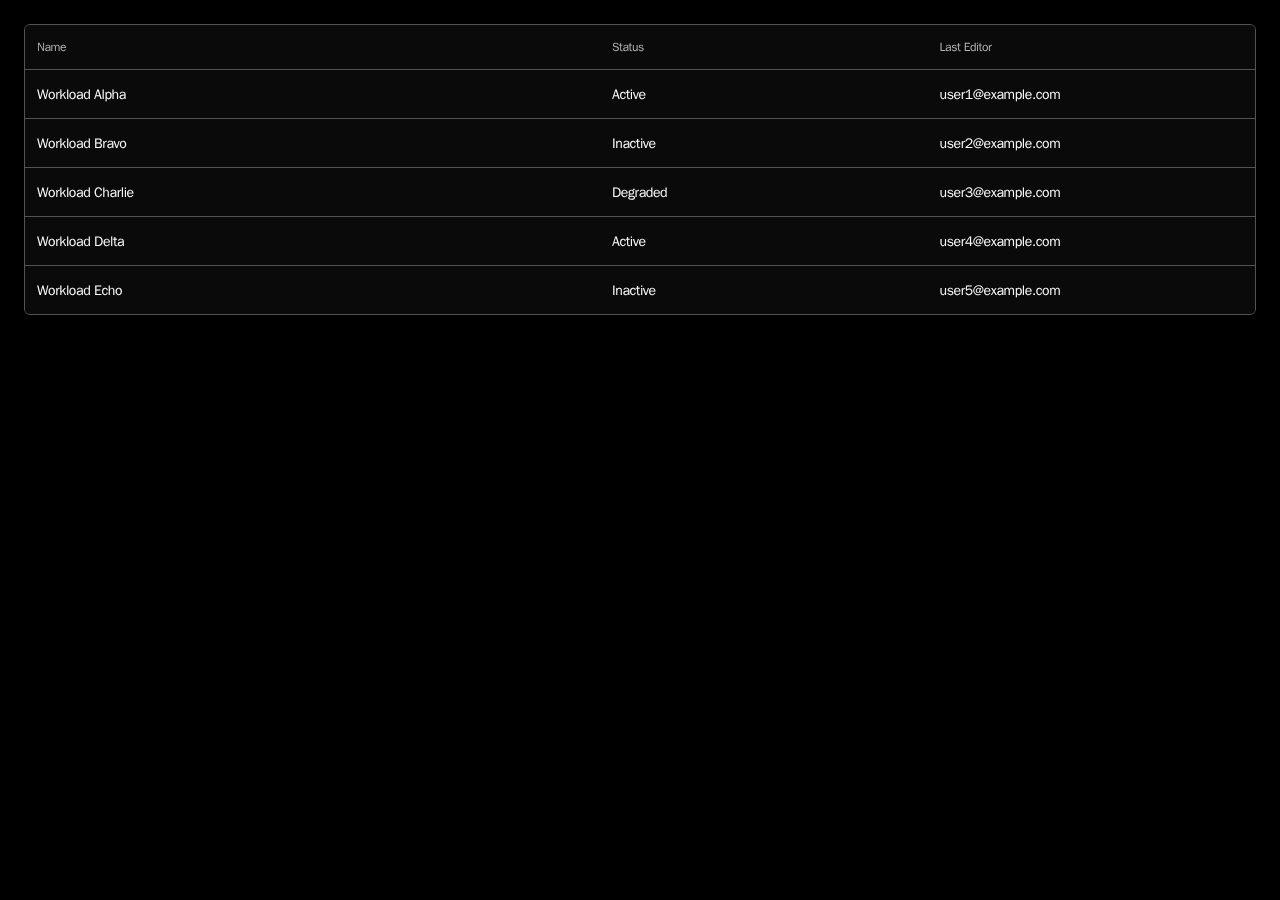 Name Status Last Editor
Workload Alpha Active user1@example.com
Workload Bravo Inactive user2@example.com
Workload Charlie Degraded user3@example.com
Workload Delta Active user4@example.com
Workload Echo Inactive user5@example.com